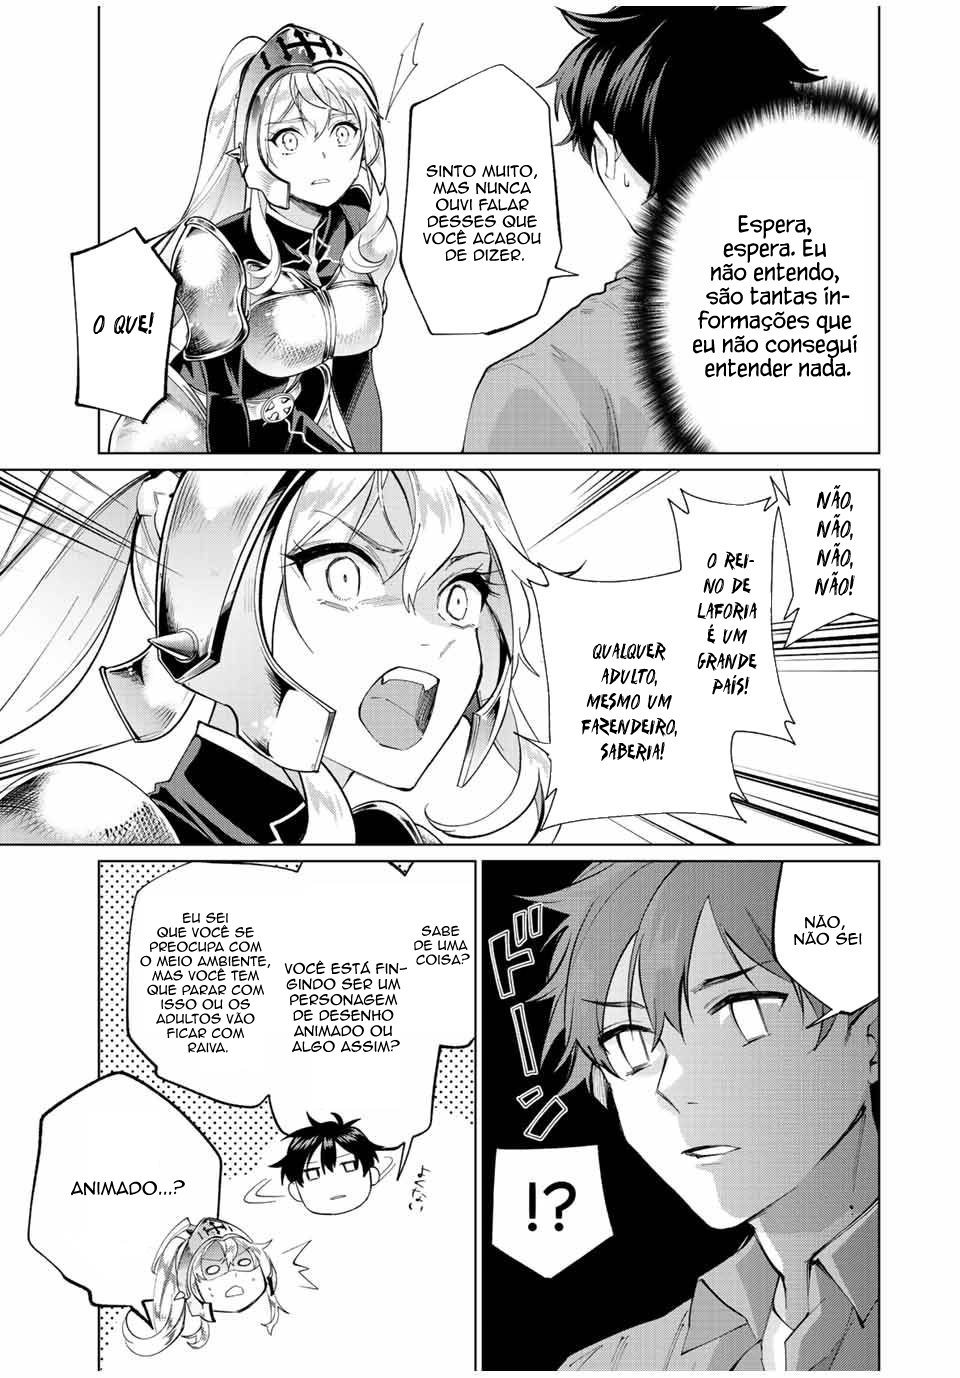 Espera,
espera. Eu
não entendo,
são tantas in-
formações que
eu não consegui
entender nada.
SINTO MUITO,
MAS NUNCA
OUVI FALAR
DESSES QUE
VOCÊ ACABOU
DE DIZER.
O QUE!
NÃO,
NÃO,
NÃO,
NÃO!
O REI-
NO DE
LAFORIA
É UM
GRANDE
PAÍS!
QUALQUER
ADULTO,
MESMO UM
FAZENDEIRO,
SABERIA!
NÃO,
NÃO SEI
ドーン
!?
SABE
DE UMA
COISA?
VOCÊ ESTÁ FIN-
GINDO SER UM
PERSONAGEM
DE DESENHO
ANIMADO OU
ALGO ASSIM?
EU SEI
QUE VOCÊ SE
PREOCUPA COM
O MEIO AMBIENTE,
MAS VOCÊ TEM
QUE PARAR COM
ISSO OU OS
ADULTOS VÃO
FICAR COM
RAIVA.
ANIMADO...?